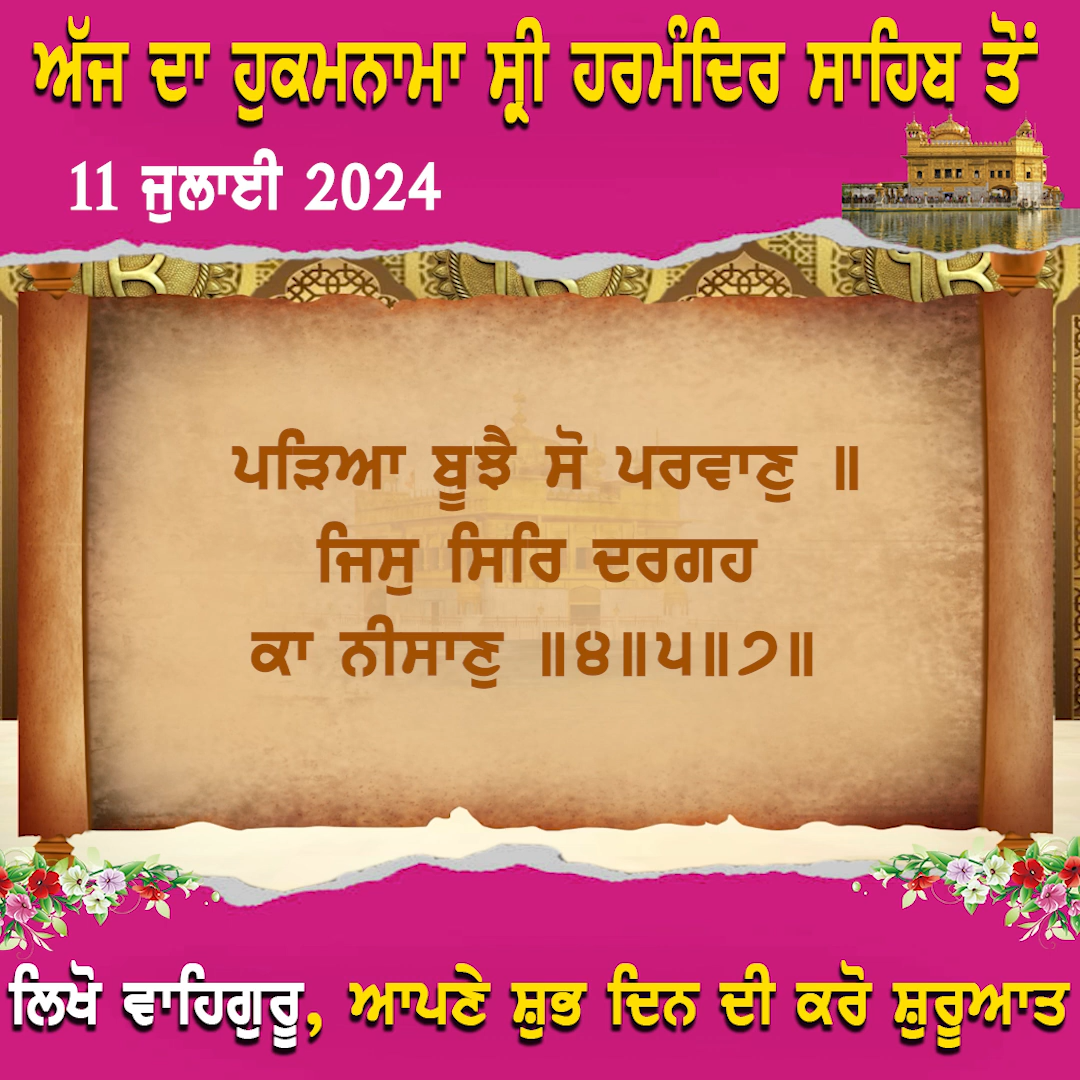 ਅੱਜ ਦਾ ਹੁਕਮਨਾਮਾ ਸ੍ਰੀ ਹਰਮੰਦਿਰ ਸਾਹਿਬ ਤੋਂ
11 ਜੁਲਾਈ 2024
ਪੜਿਆ ਬੂਝੈ ਸੋ ਪਰਵਾਣੁ ॥
ਜਿਸੁ ਸਿਰਿ ਦਰਗਹ
ਕਾ ਨੀਸਾਣੁ ॥੪॥੫॥੭॥
ਲਿਖੋ ਵਾਹਿਗੁਰੂ, ਆਪਣੇ ਸ਼ੁਭ ਦਿਨ ਦੀ ਕਰੋ ਸ਼ੁਰੂਆਤ